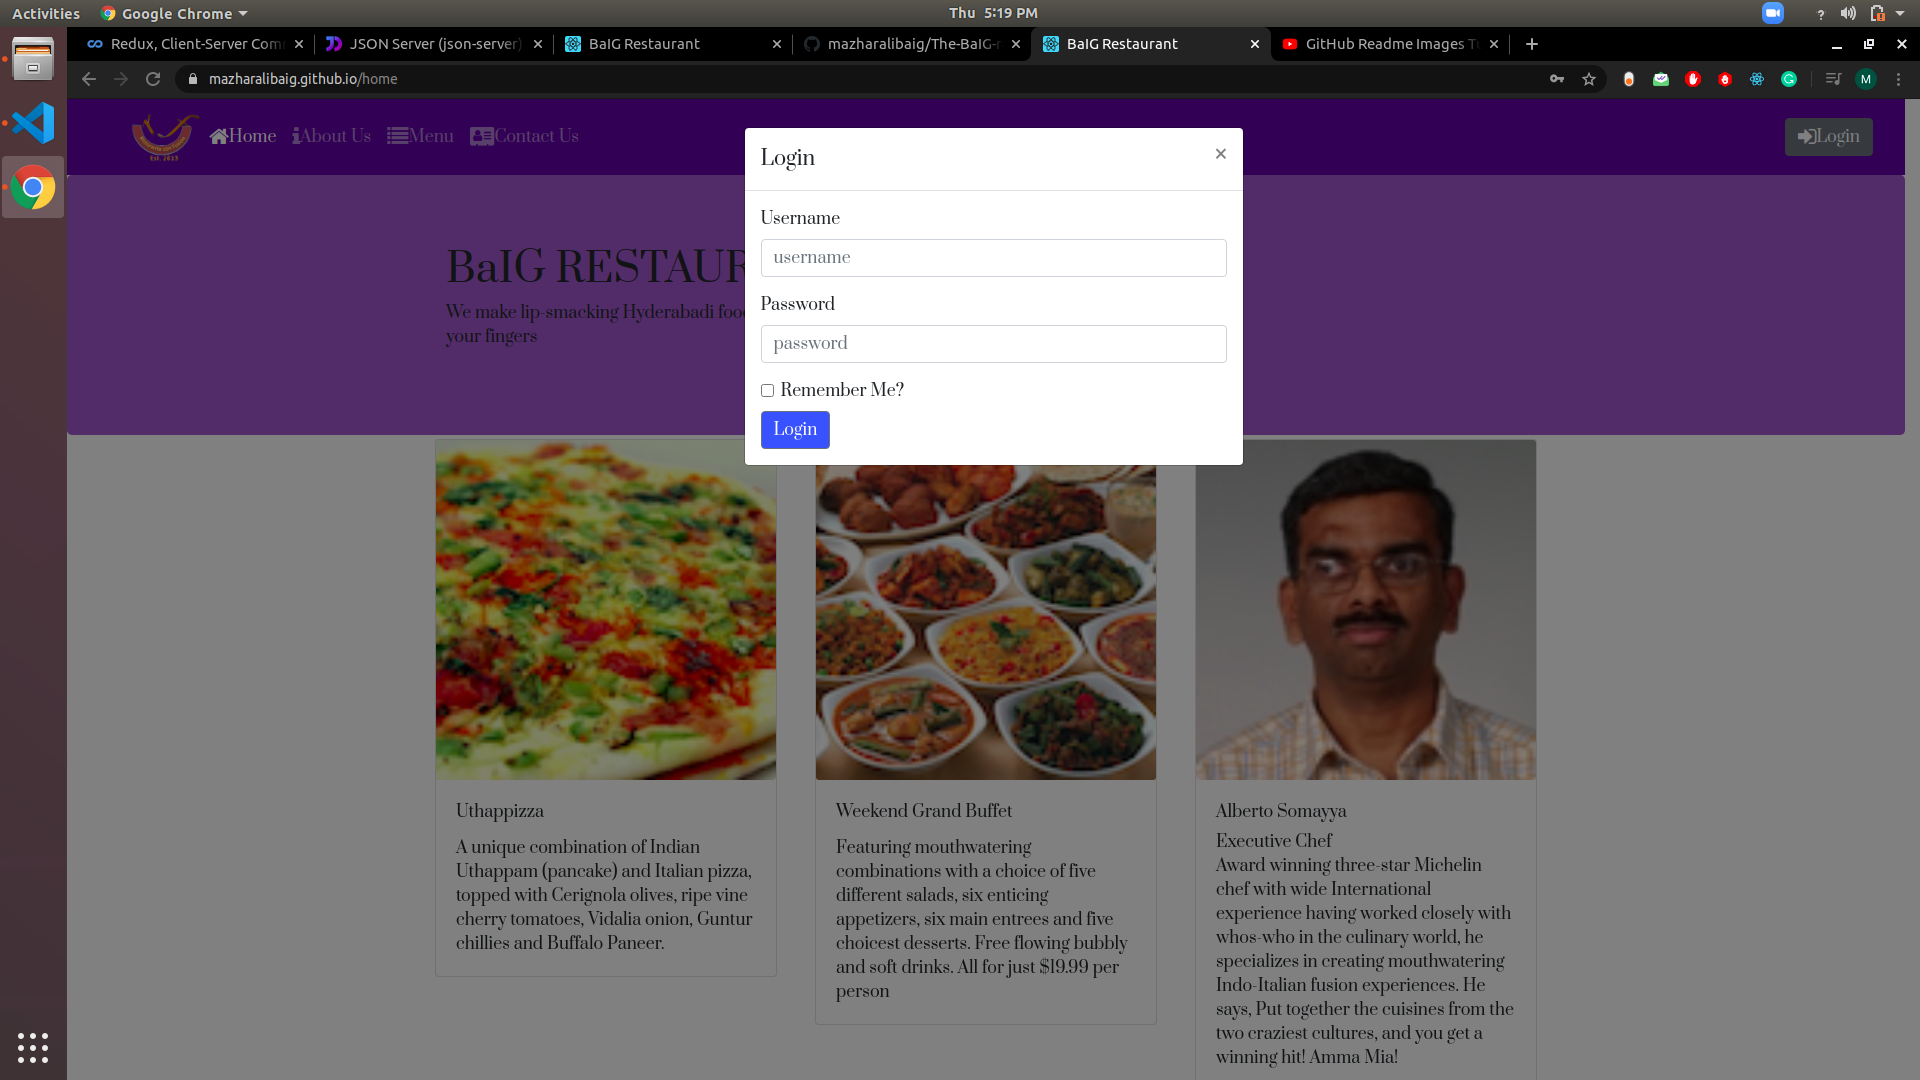 Activities
Google Chrome
Thu 5:19 PM
Redux, Client-Server Com
JSON Server (json-server)
BaIG Restaurant
mazharalibaig/The-BaIG-r
BaIG Restaurant
GitHub Readme Images Tu
mazharalibaig.github.io/home
M
Est. 2015
Home
About Us
Menu
Contact Us
Login
Login
×
Username
username
Password
password
Remember Me?
Login
BaIG RESTAUR
We make lip-smacking Hyderabadi foo
your fingers
Uthappizza
A unique combination of Indian
Uthappam (pancake) and Italian pizza,
topped with Cerignola olives, ripe vine
cherry tomatoes, Vidalia onion, Guntur
chillies and Buffalo Paneer.
Weekend Grand Buffet
Featuring mouthwatering
combinations with a choice of five
different salads, six enticing
appetizers, six main entrees and five
choicest desserts. Free flowing bubbly
and soft drinks. All for just $19.99 per
person
Alberto Somayya
Executive Chef
Award winning three-star Michelin
chef with wide International
experience having worked closely with
whos-who in the culinary world, he
specializes in creating mouthwatering
Indo-Italian fusion experiences. He
says, Put together the cuisines from the
two craziest cultures, and you get a
winning hit! Amma Mia!